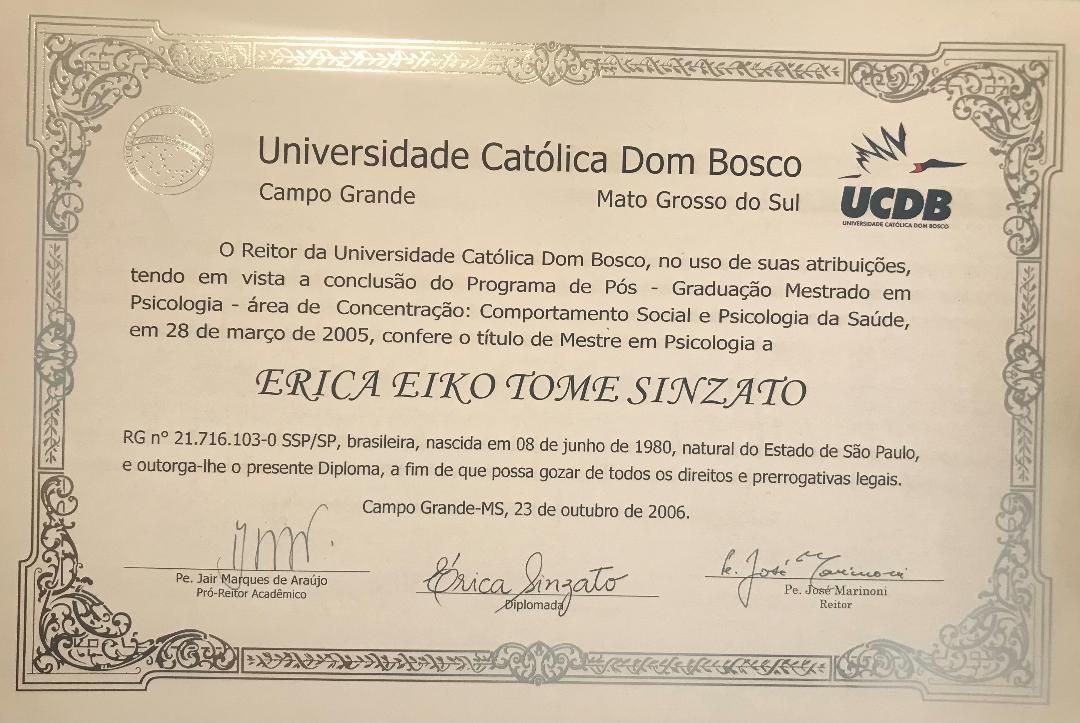 Universidade Católica Dom Bosco
Campo Grande Mato Grosso do Sul
UCDB
UNIVERSIDADE CATÓLICA DOM BOSCO
O Reitor da Universidade Católica Dom Bosco, no uso de suas atribuições,
tendo em vista a conclusão do Programa de Pós - Graduação Mestrado em
Psicologia - área de Concentração: Comportamento Social e Psicologia da Saúde,
em 28 de março de 2005, confere o título de Mestre em Psicologia a
ERICA EIKO TOME SINZATO
RG nº 21.716.103-0 SSP/SP, brasileira, nascida em 08 de junho de 1980, natural do Estado de São Paulo,
e outorga-lhe o presente Diploma, a fim de que possa gozar de todos os direitos e prerrogativas legais.
Campo Grande-MS, 23 de outubro de 2006.
Pe. Jair Marques de Araújo
Pró-Reitor Acadêmico
Érica Sinzato
Diplomada
Pe. José Marinoni
Pe. José Marinoni
Reitor